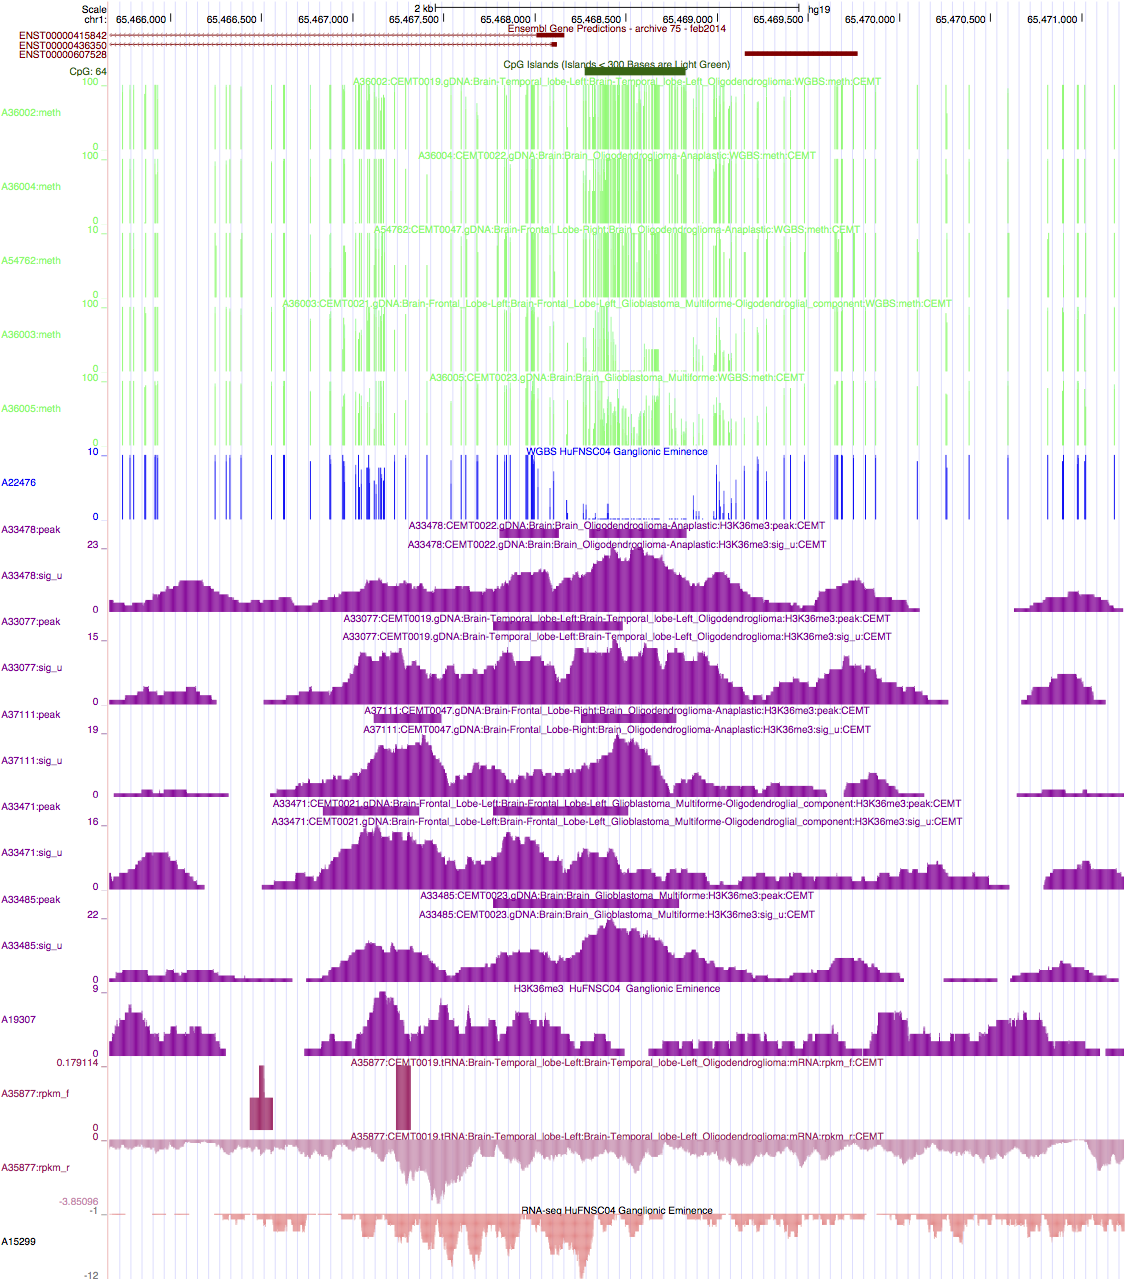 Scale 2 kb hg19
chr1: 65,466,000 65,466,500 65,467,000 65,467,500 65,468,000 65,468,500 65,469,000 65,469,500 65,470,000 65,470,500 65,471,000
Ensembl Gene Predictions - archive 75 - feb2014
ENST00000415842
ENST00000436350
ENST00000607528
CpG Islands (Islands < 300 Bases are Light Green)
CpG: 64
A36002:CEMT0019.gDNA:Brain-Temporal_lobe-Left:Brain-Temporal_lobe-Left_Oligodendroglioma:WGBS:meth:CEMT
100
A36002:meth
0
A36004:CEMT0022.gDNA:Brain:Brain_Oligodendroglioma-Anaplastic:WGBS:meth:CEMT
100
A36004:meth
0
A54762:CEMT0047.gDNA:Brain-Frontal_Lobe-Right:Brain_Oligodendroglioma-Anaplastic:WGBS:meth:CEMT
10
A54762:meth
0
A36003:CEMT0021.gDNA:Brain-Frontal_Lobe-Left:Brain-Frontal_Lobe-Left_Glioblastoma_Multiforme-Oligodendroglial_component:WGBS:meth:CEMT
100
A36003:meth
0
A36005:CEMT0023.gDNA:Brain:Brain_Glioblastoma_Multiforme:WGBS:meth:CEMT
100
A36005:meth
0
WGBS HuFNSC04 Ganglionic Eminence
10
A22476
0
A33478:CEMT0022.gDNA:Brain:Brain_Oligodendroglioma-Anaplastic:H3K36me3:peak:CEMT
A33478:peak
A33478:CEMT0022.gDNA:Brain:Brain_Oligodendroglioma-Anaplastic:H3K36me3:sig_u:CEMT
23
A33478:sig_u
0
A33077:CEMT0019.gDNA:Brain-Temporal_lobe-Left:Brain-Temporal_lobe-Left_Oligodendroglioma:H3K36me3:peak:CEMT
A33077:peak
A33077:CEMT0019.gDNA:Brain-Temporal_lobe-Left:Brain-Temporal_lobe-Left_Oligodendroglioma:H3K36me3:sig_u:CEMT
15
A33077:sig_u
0
A37111:CEMT0047.gDNA:Brain-Frontal_Lobe-Right:Brain_Oligodendroglioma-Anaplastic:H3K36me3:peak:CEMT
A37111:peak
A37111:CEMT0047.gDNA:Brain-Frontal_Lobe-Right:Brain_Oligodendroglioma-Anaplastic:H3K36me3:sig_u:CEMT
19
A37111:sig_u
0
A33471:CEMT0021.gDNA:Brain-Frontal_Lobe-Left:Brain-Frontal_Lobe-Left_Glioblastoma_Multiforme-Oligodendroglial_component:H3K36me3:peak:CEMT
A33471:peak
A33471:CEMT0021.gDNA:Brain-Frontal_Lobe-Left:Brain-Frontal_Lobe-Left_Glioblastoma_Multiforme-Oligodendroglial_component:H3K36me3:sig_u:CEMT
16
A33471:sig_u
0
A33485:CEMT0023.gDNA:Brain:Brain_Glioblastoma_Multiforme:H3K36me3:peak:CEMT
A33485:peak
A33485:CEMT0023.gDNA:Brain:Brain_Glioblastoma_Multiforme:H3K36me3:sig_u:CEMT
22
A33485:sig_u
0
H3K36me3 HuFNSC04 Ganglionic Eminence
9
A19307
0
A35877:CEMT0019.tRNA:Brain-Temporal_lobe-Left:Brain-Temporal_lobe-Left_Oligodendroglioma:mRNA:rpkm_f:CEMT
0.179114
A35877:rpkm_f
0
A35877:CEMT0019.tRNA:Brain-Temporal_lobe-Left:Brain-Temporal_lobe-Left_Oligodendroglioma:mRNA:rpkm_r:CEMT
0
A35877:rpkm_r
-3.85096
RNA-seq HuFNSC04 Ganglionic Eminence
-1
A15299
-12